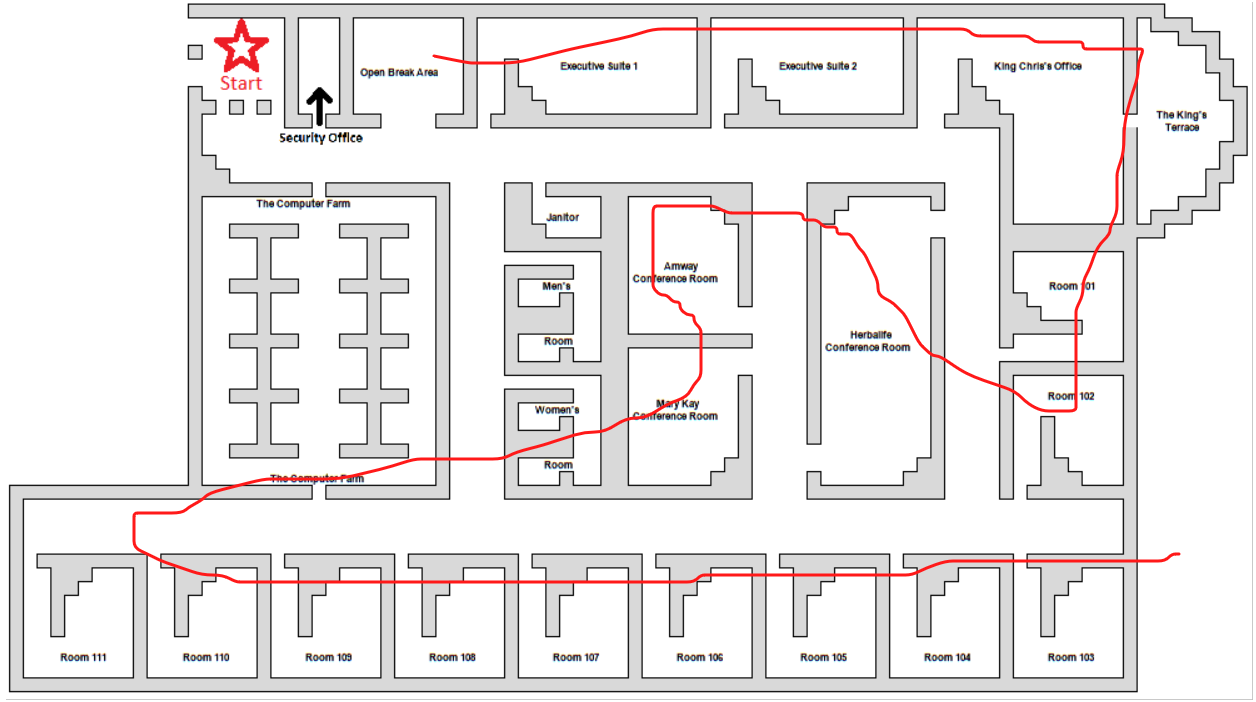 Start
Open Break Area
Security Office
Executive Suite 1
Executive Suite 2
King Chris's Office
The King's
Terrace
The Computer Farm
Janitor
Amway
Conference Room
Men's
Room
Room 101
Herbalife
Conference Room
Women's
Room
Mary Kay
Conference Room
Room 102
The Computer Farm
Room 111
Room 110
Room 109
Room 108
Room 107
Room 106
Room 105
Room 104
Room 103